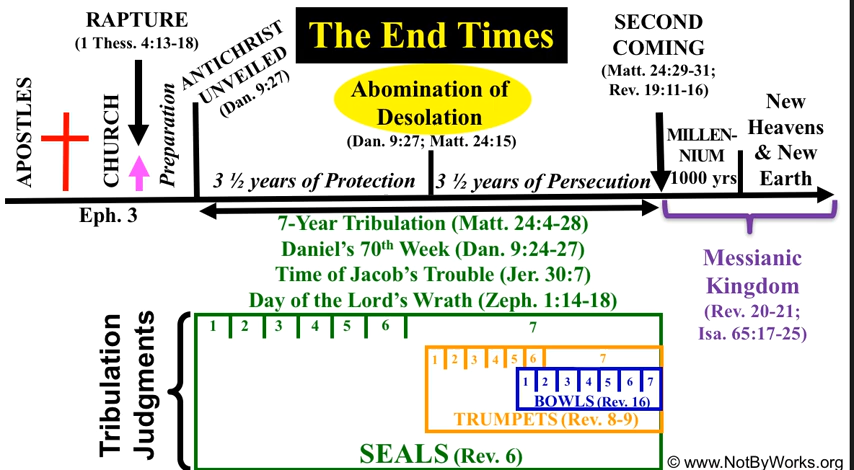 The End Times
RAPTURE
(1 Thess. 4:13-18)
ANTICHRIST
UNVEILED
(Dan. 9:27)
Abomination of
Desolation
(Dan. 9:27; Matt. 24:15)
SECOND
COMING
(Matt. 24:29-31;
Rev. 19:11-16)
New
Heavens
& New
Earth
MILLEN-
NIUM
1000 yrs
APOSTLES
CHURCH
Preparation
3 ½ years of Protection
3 ½ years of Persecution
Eph. 3
7-Year Tribulation (Matt. 24:4-28)
Daniel's 70th Week (Dan. 9:24-27)
Time of Jacob's Trouble (Jer. 30:7)
Day of the Lord's Wrath (Zeph. 1:14-18)
Messianic
Kingdom
(Rev. 20-21;
Isa. 65:17-25)
Tribulation
Judgments
1 2 3 4 5 6 7
1 2 3 4 5 6 7
1 2 3 4 5 6 7
BOWLS (Rev. 16)
TRUMPETS (Rev. 8-9)
SEALS (Rev. 6)
© www.NotByWorks.org